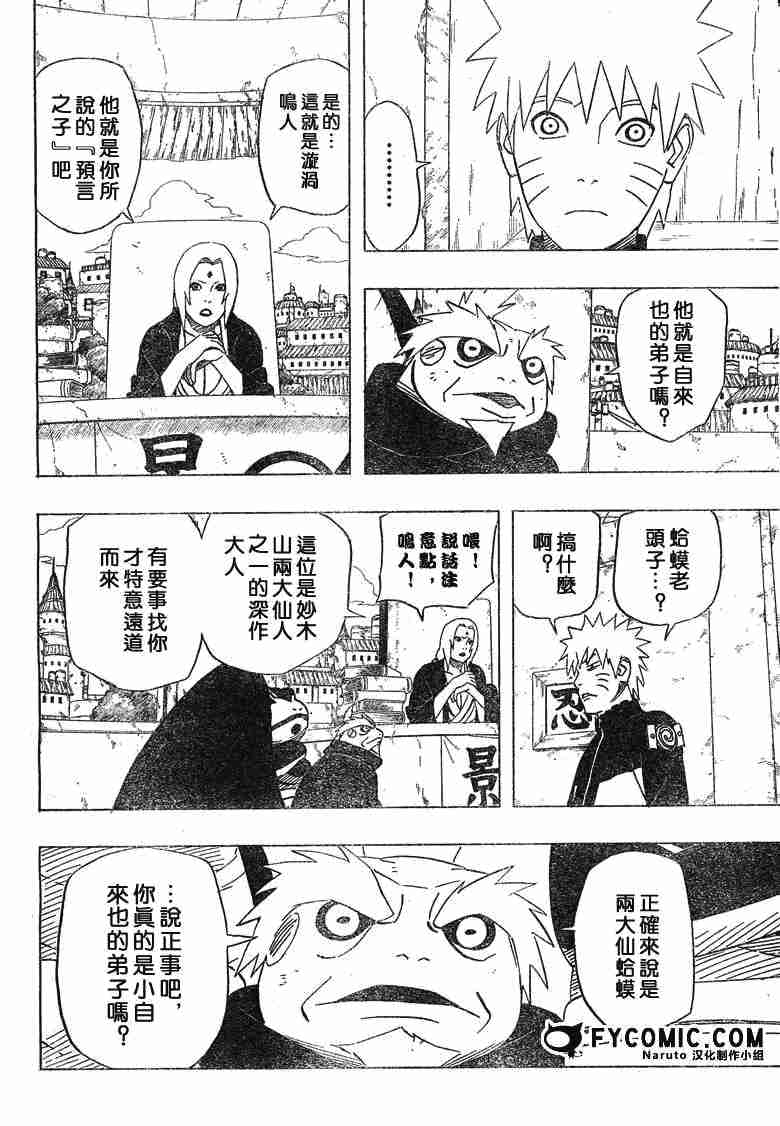 ………
他就是自來
也的弟子嗎？
是的…
這就是漩渦
鳴人
他就是你所
說的『預言
之子』吧
蛤蟆老
頭子…？
搞什麼
啊？
忍
喂！
說話注
意點，
鳴人！
這位是妙木
山兩大仙人
之一的深作
大人
有要事找你
才特意遠道
而來
正確來說是
兩大仙蛤蟆
…說正事吧，
你真的是小自
來也的弟子嗎？
FYCOMIC.COM
Naruto 汉化制作小组